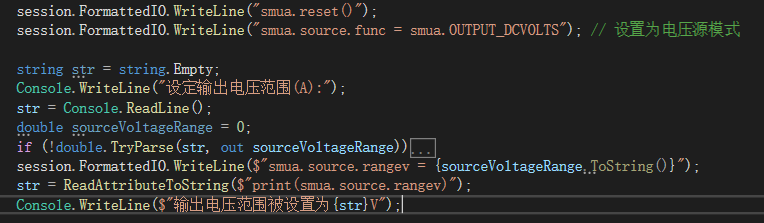 session.FormattedIO.WriteLine("smua.reset()");
session.FormattedIO.WriteLine("smua.source.func = smua.OUTPUT_DCVOLTS"); // 设置为电压源模式
string str = string.Empty;
Console.WriteLine("设定输出电压范围(A):");
str = Console.ReadLine();
double sourceVoltageRange = 0;
if (!double.TryParse(str, out sourceVoltageRange))...
session.FormattedIO.WriteLine($"smua.source.rangev = {sourceVoltageRange.ToString()}");
str = ReadAttributeToString($"print(smua.source.rangev)");
Console.WriteLine($"输出电压范围被设置为{str}V");